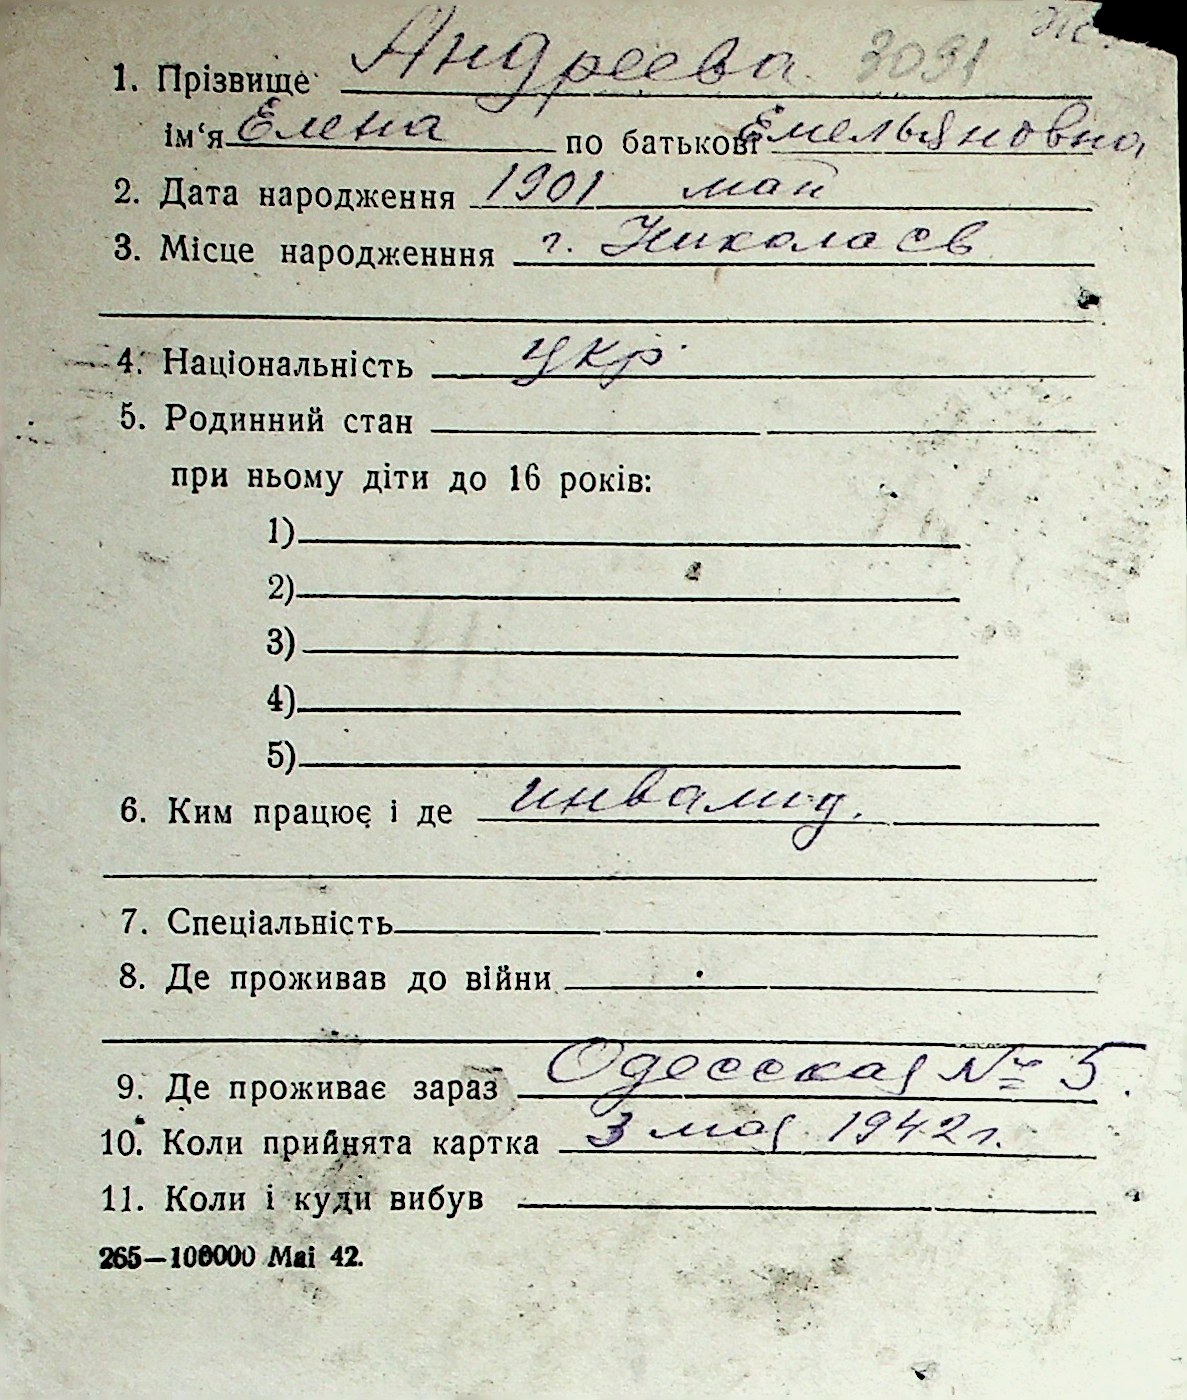 1. Прізвище Андреева 3091
ім‘я Елена по батькові Емельяновна
2. Дата народження 1901 май
3. Місце народженння г. Николаев
4. Національність укр.
5. Родинний стан
при ньому діти до 16 років:
1)
2)
3)
4)
5)
6. Ким працює і де инвалид.
7. Спеціальність
8. Де проживав до війни
9. Де проживає зараз Одесская № 5.
10. Коли прийнята картка 3 мая 1942 г.
11. Коли і куди вибув
265—100000 Mai 42.